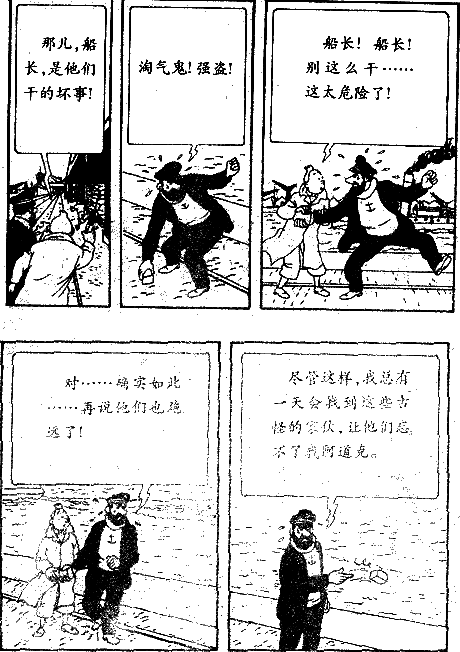 那儿,船
长,是他们
干的坏事!
淘气鬼!强盗!
船长!船长!
别这么干……
这太危险了!
对……确实如此
……再说他们也跑
远了!
尽管这样,我总有
一天会找到这些古
怪的家伙,让他们忘
不了我阿道克。